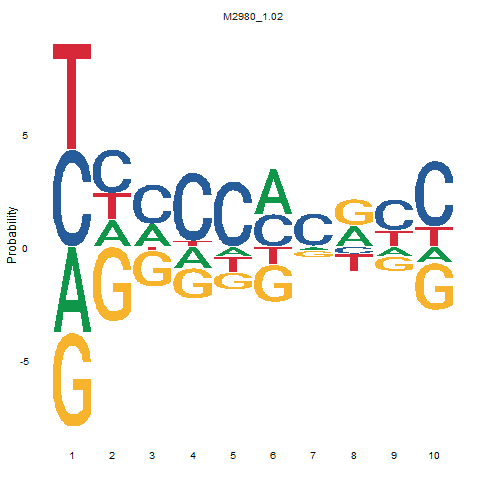 M2980_1.02
Probability
5
0
-5
T C A G
C T A G
C A T G
C T A G
C A T G
A C T G
C A G
G A C T
C T A G
C T A G
1 2 3 4 5 6 7 8 9 10